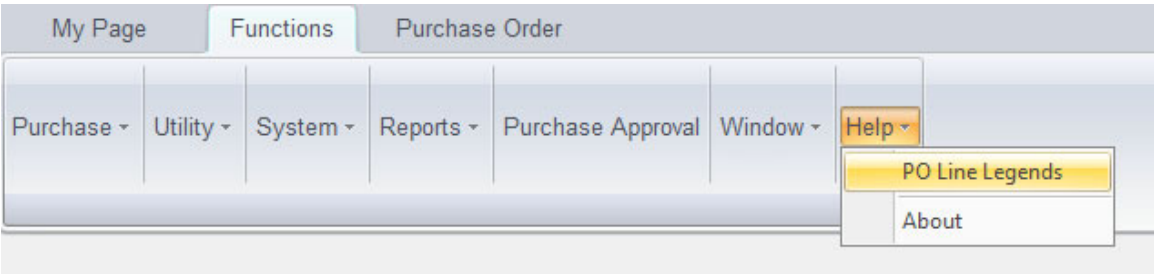 My Page Functions Purchase Order
Purchase Utility System Reports Purchase Approval Window Help
PO Line Legends
About